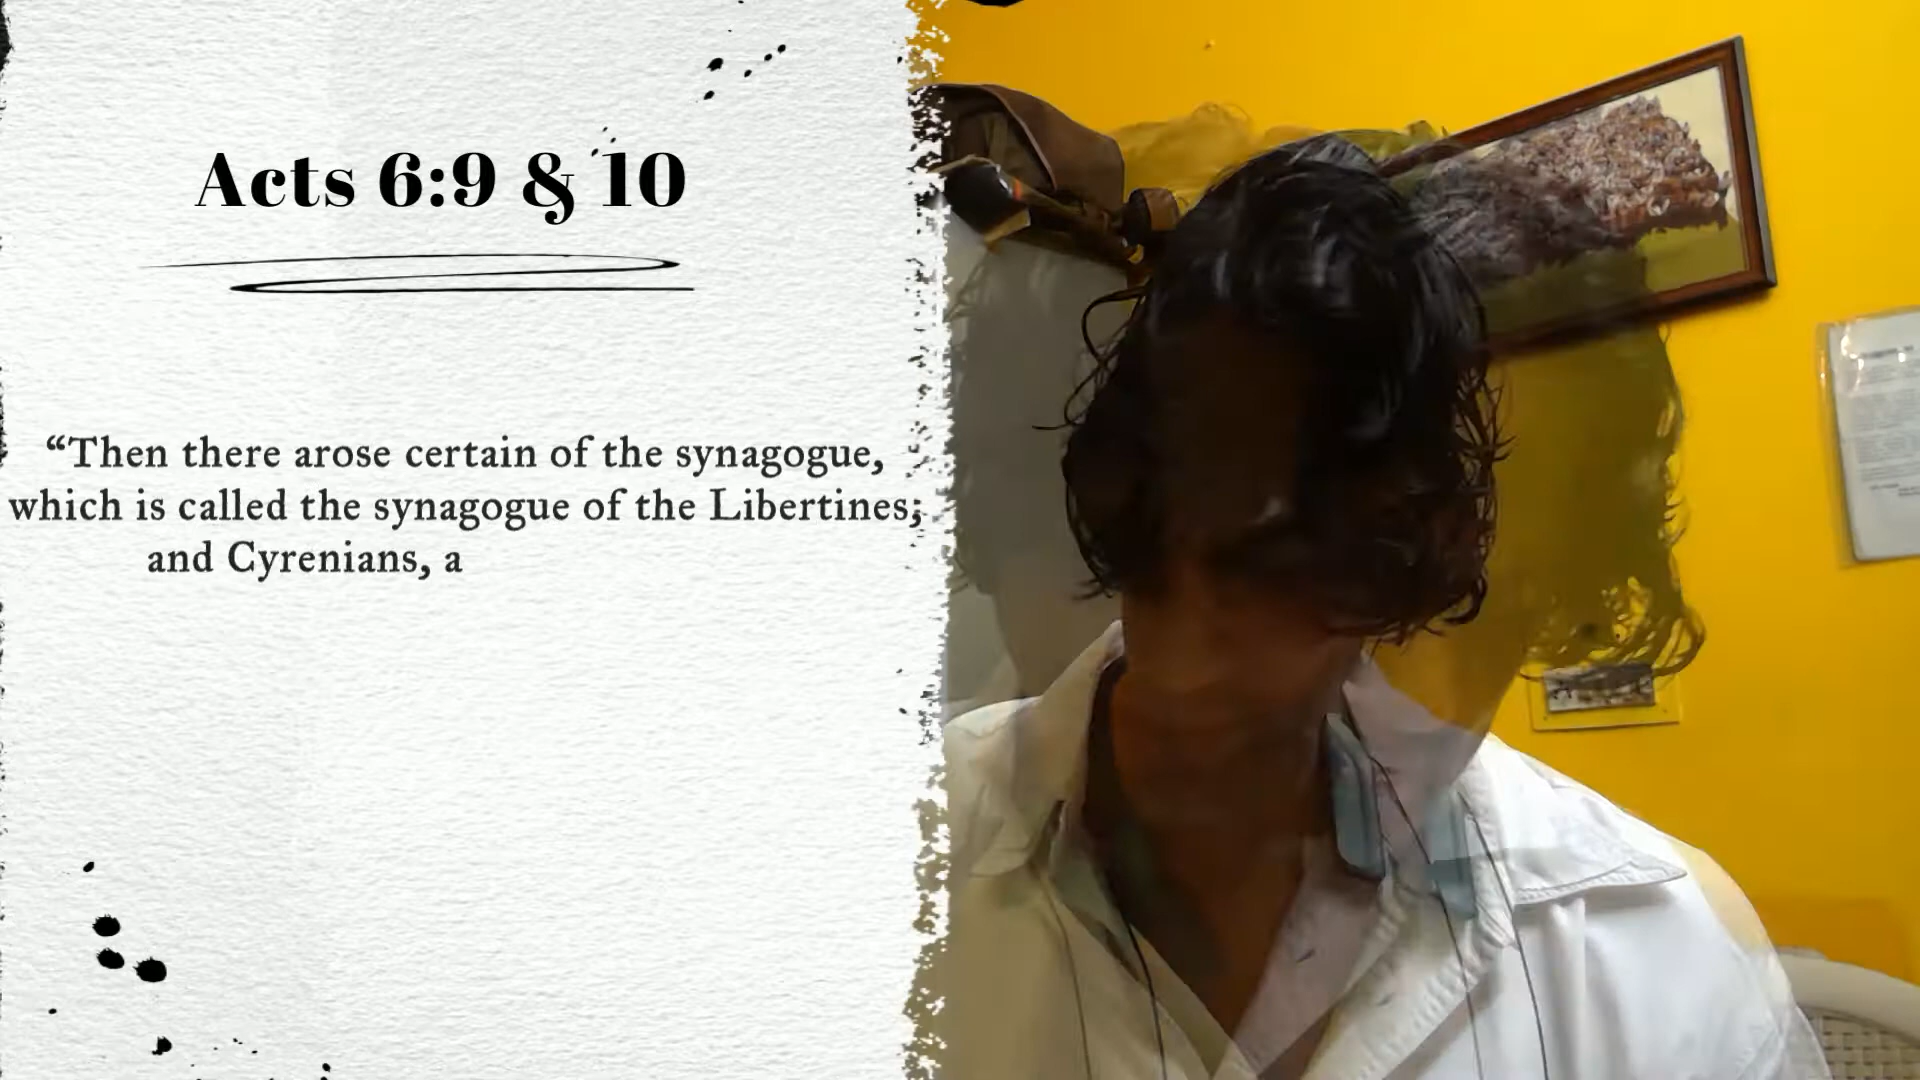 Acts 6:9 & 10
“Then there arose certain of the synagogue,
which is called the synagogue of the Libertines;
and Cyrenians, a